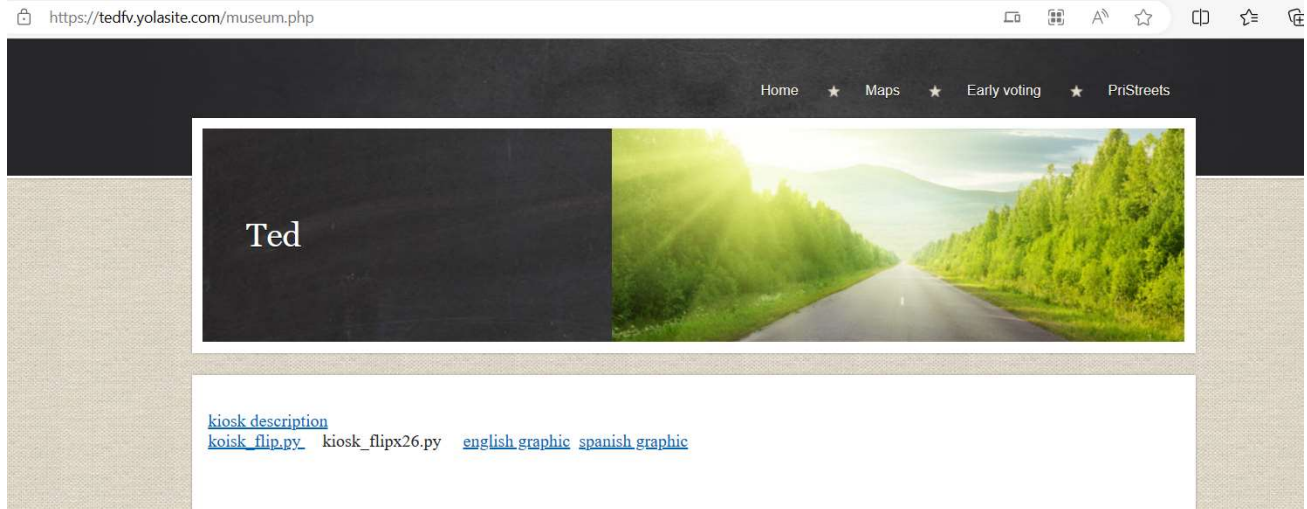 https://tedfv.yolasite.com/museum.php
Home ★ Maps ★ Early voting ★ PriStreets
Ted
kiosk description
koisk_flip.py kiosk_flipx26.py english graphic spanish graphic